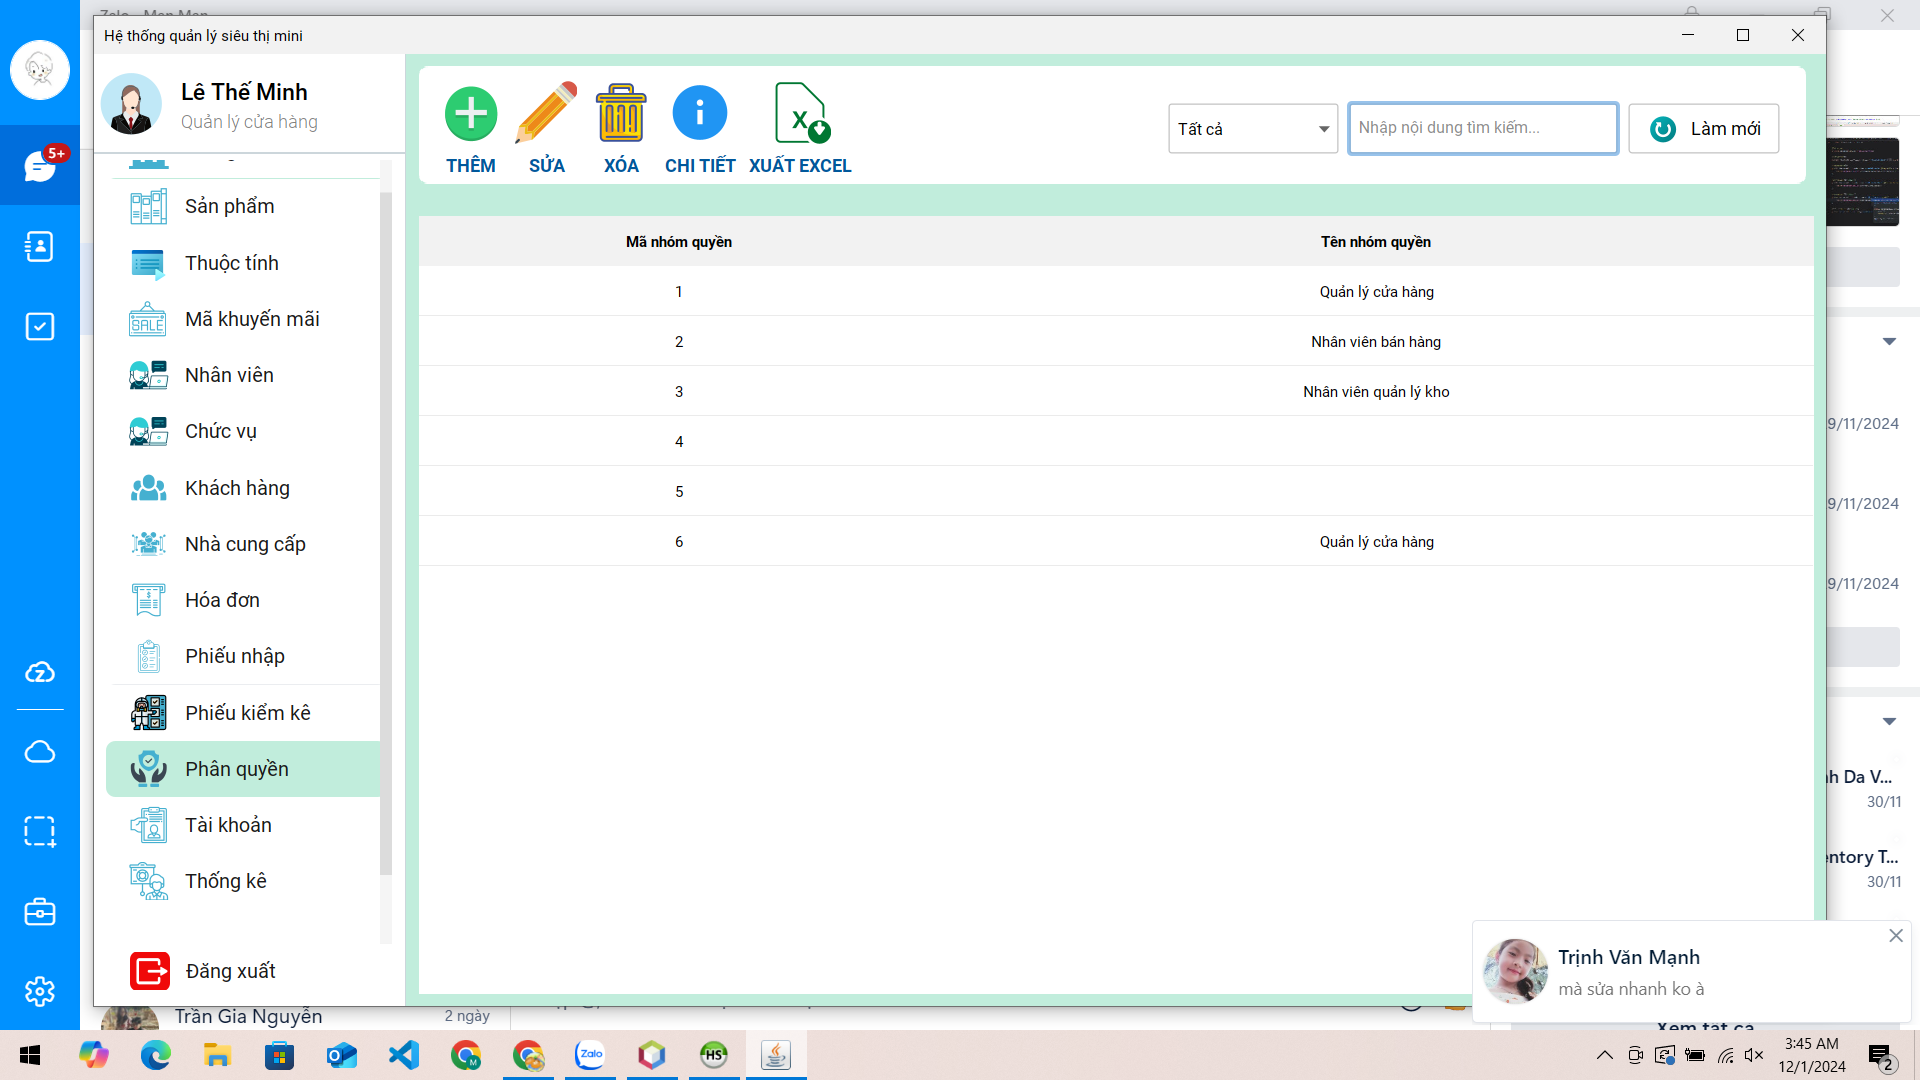 Hệ thống quản lý siêu thị mini
Lê Thế Minh
Quản lý cửa hàng
Sản phẩm
Thuộc tính
Mã khuyến mãi
Nhân viên
Chức vụ
Khách hàng
Nhà cung cấp
Hóa đơn
Phiếu nhập
Phiếu kiểm kê
Phân quyền
Tài khoản
Thống kê
Đăng xuất
THÊM SỬA XÓA CHI TIẾT XUẤT EXCEL
Tất cả
Nhập nội dung tìm kiếm...
Làm mới
Mã nhóm quyền Tên nhóm quyền
1 Quản lý cửa hàng
2 Nhân viên bán hàng
3 Nhân viên quản lý kho
4
5
6 Quản lý cửa hàng
5+
SALE
9/11/2024
9/11/2024
9/11/2024
nh Da V...
30/11
entory T...
30/11
Trịnh Văn Mạnh
mà sửa nhanh ko à
Trần Gia Nguyễn
2 ngày
Zalo
HS
3:45 AM
12/1/2024
2